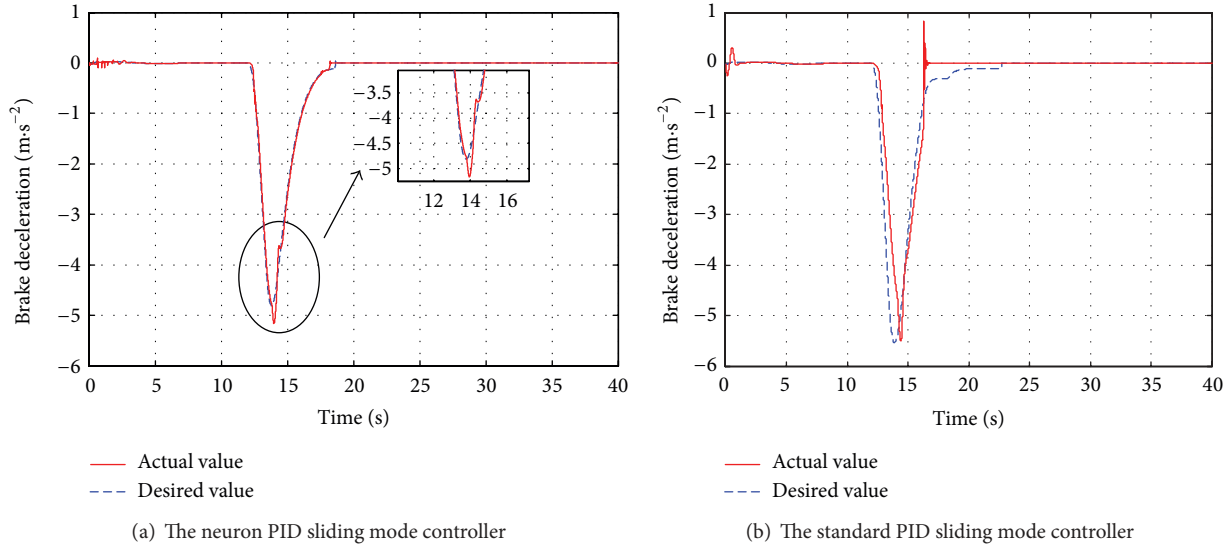 1
0
−1
−2
−3
−4
−5
−6
Brake deceleration (m·s−2)
−3.5
−4
−4.5
−5
12 14 16
0 5 10 15 20 25 30 35 40
Time (s)
Actual value
Desired value
(a) The neuron PID sliding mode controller
1
0
−1
−2
−3
−4
−5
−6
Brake deceleration (m·s−2)
0 5 10 15 20 25 30 35 40
Time (s)
Actual value
Desired value
(b) The standard PID sliding mode controller